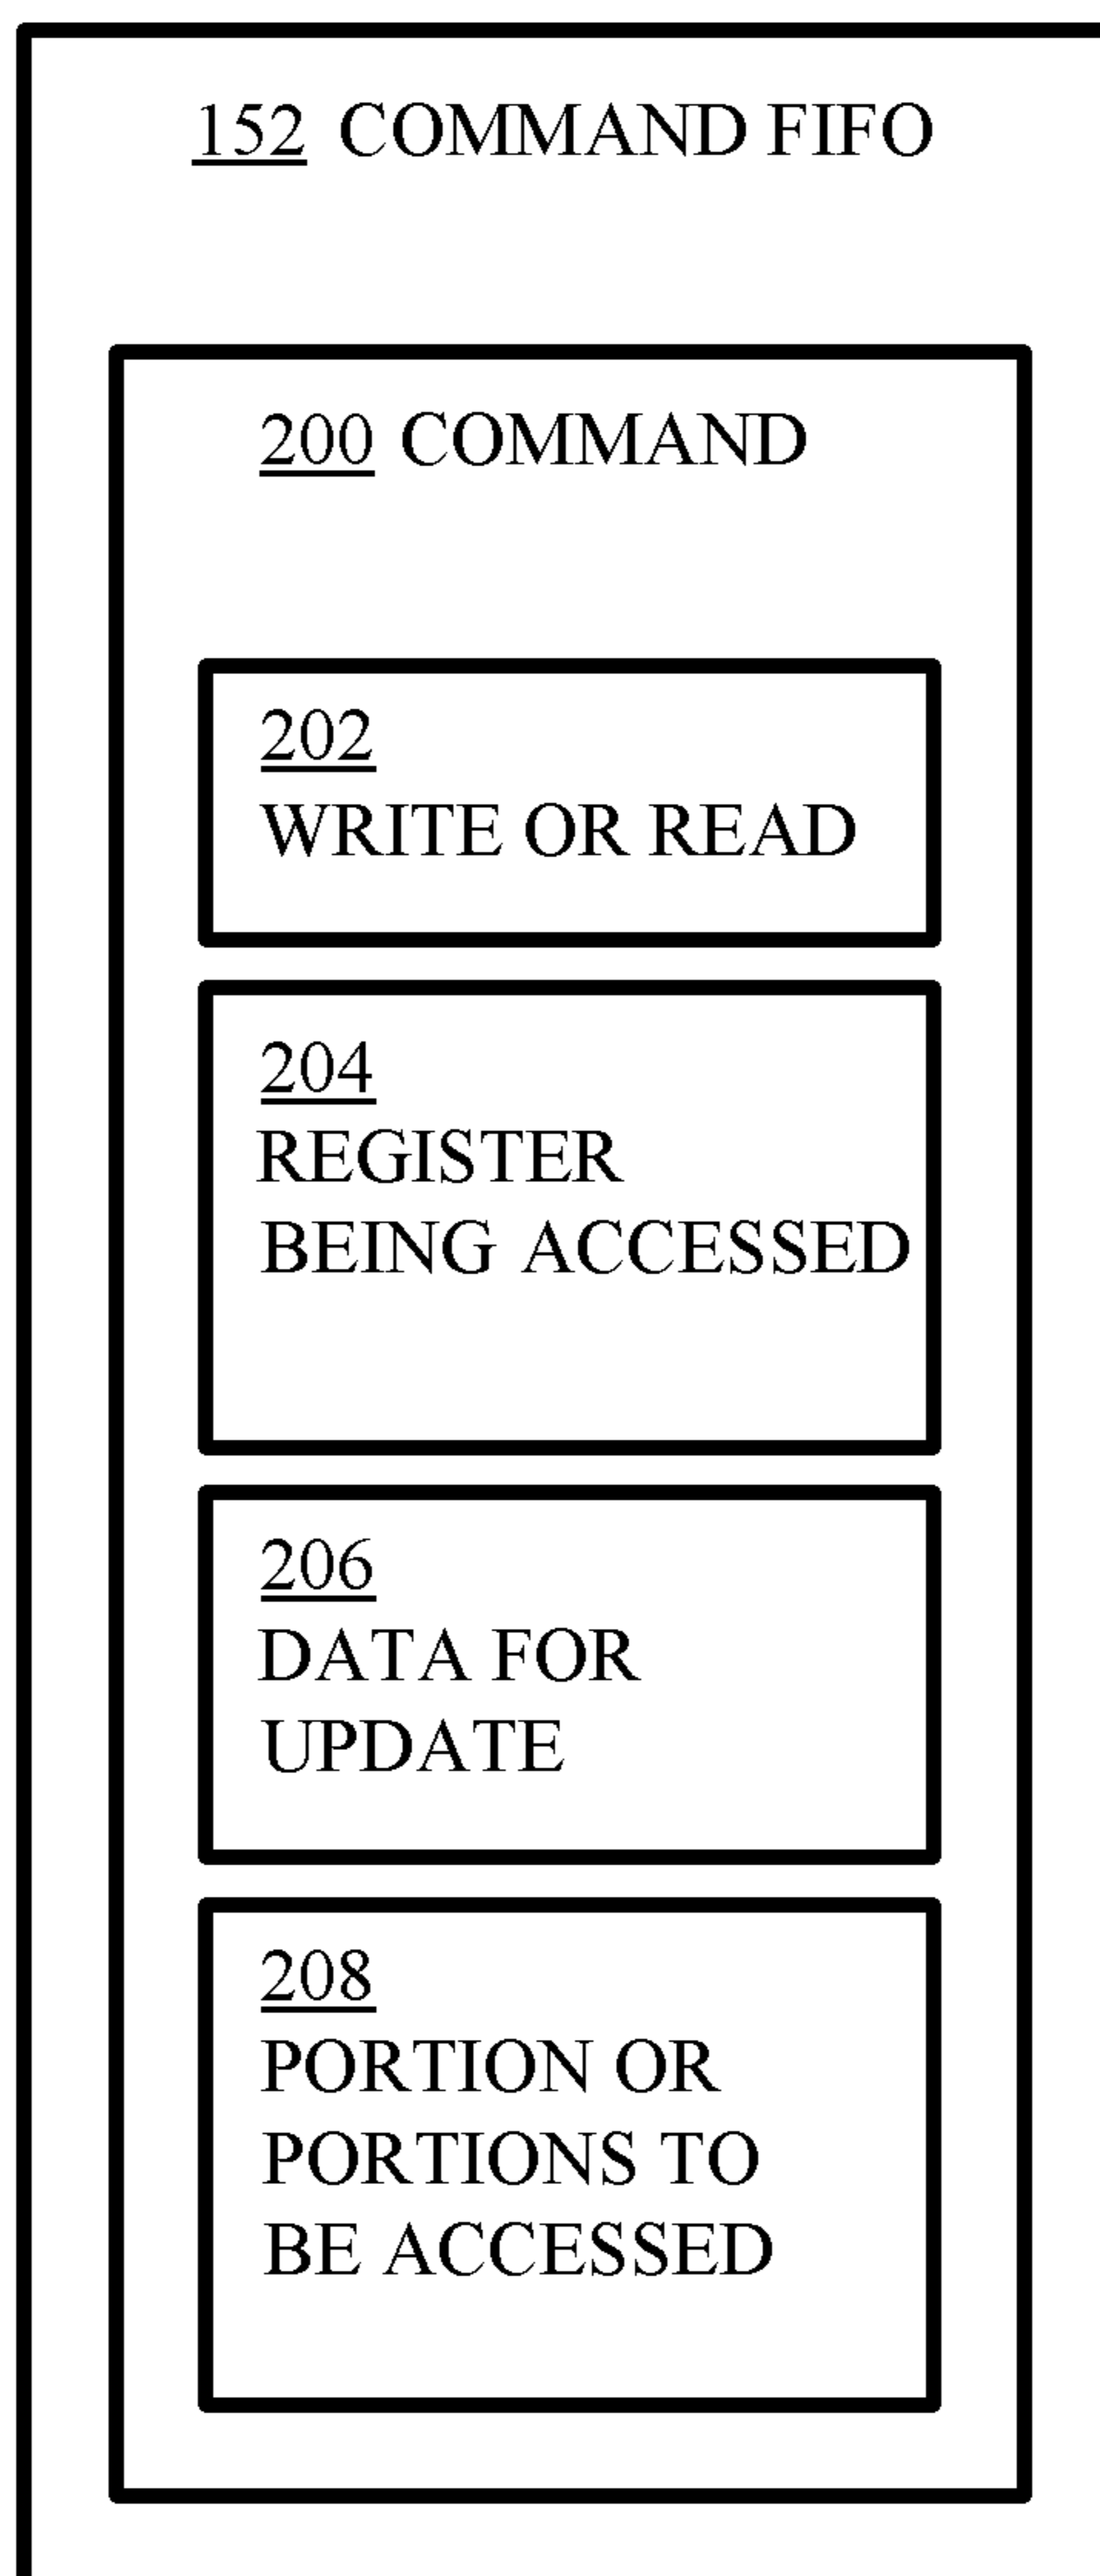 152 COMMAND FIFO
200 COMMAND
202
WRITE OR READ
204
REGISTER
BEING ACCESSED
206
DATA FOR
UPDATE
208
PORTION OR
PORTIONS TO
BE ACCESSED